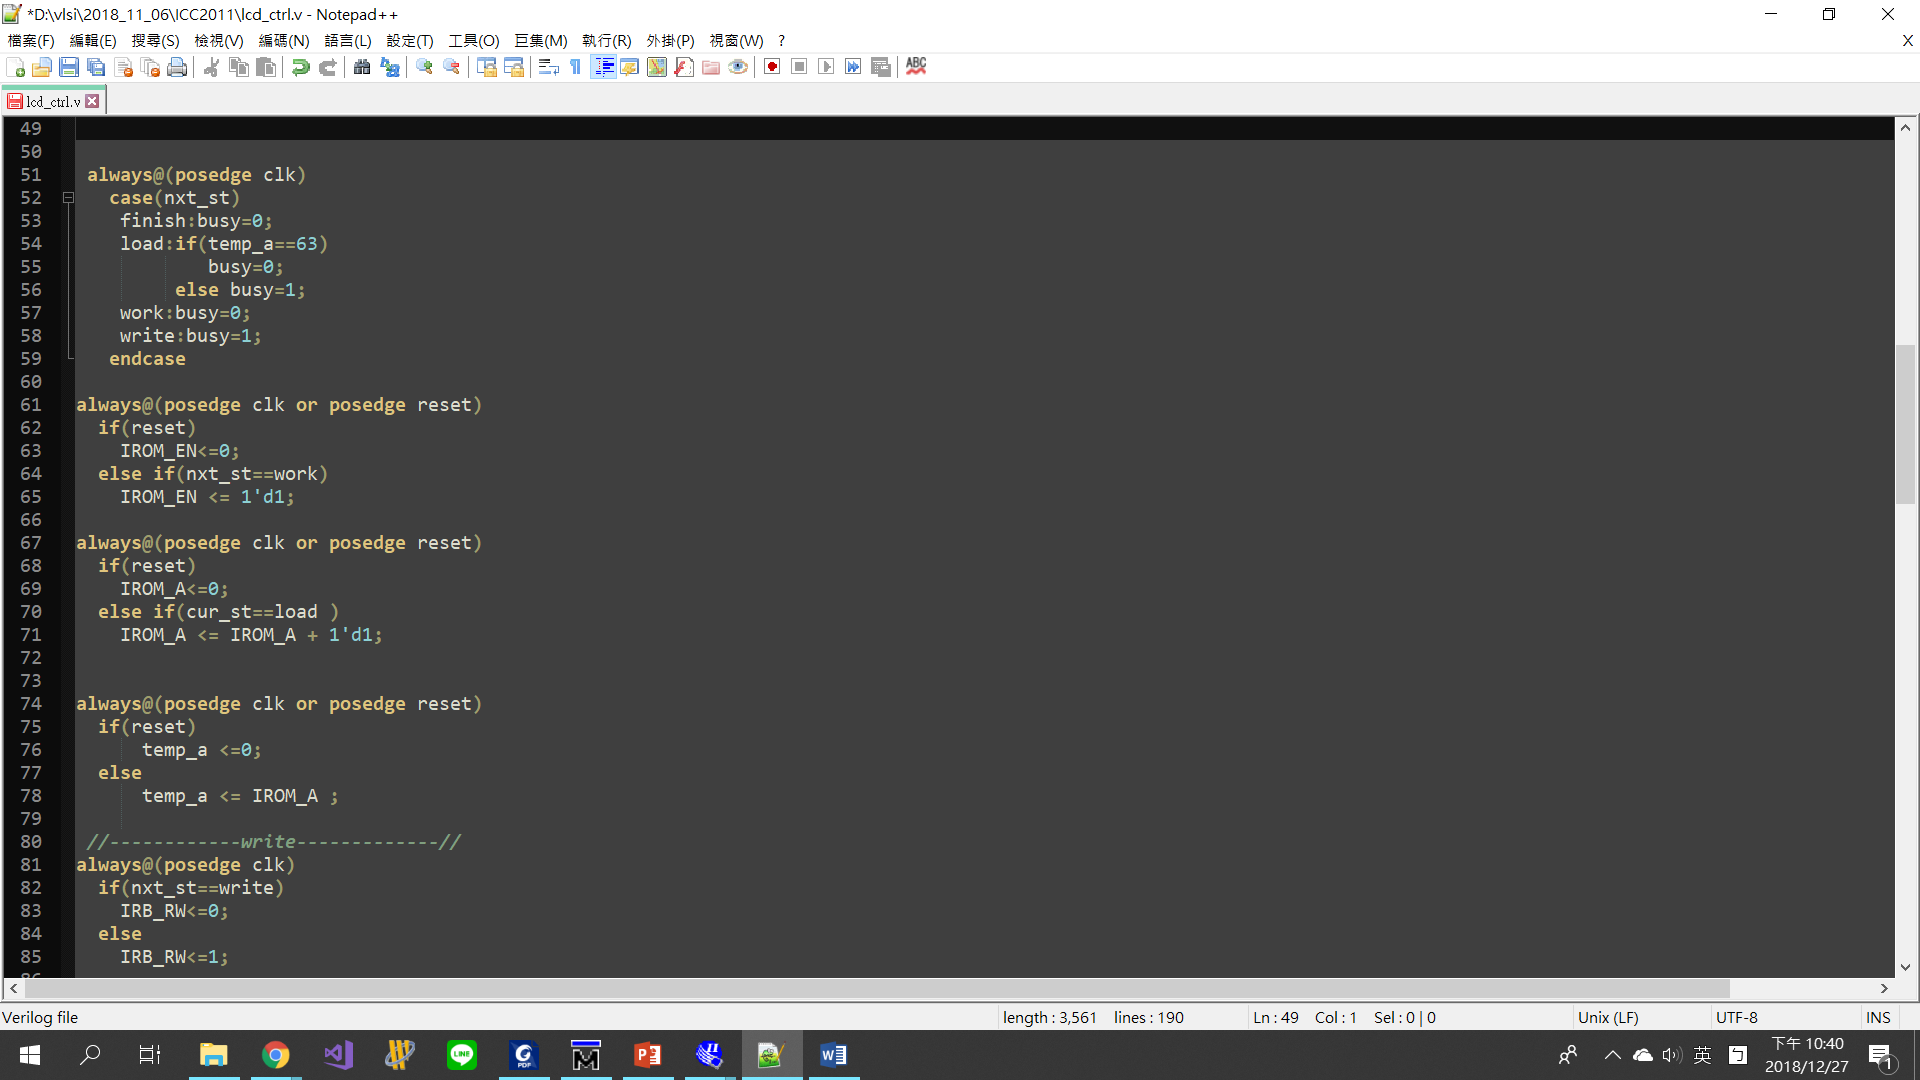 *D:\vlsi\2018_11_06\ICC2011\lcd_ctrl.v - Notepad++
檔案(F) 編輯(E) 搜尋(S) 檢視(V) 編碼(N) 語言(L) 設定(T) 工具(O) 巨集(M) 執行(R) 外掛(P) 視窗(W) ? X
ABC
lcd_ctrl.v
49
50
51 always@(posedge clk)
52 case(nxt_st)
53 finish:busy=0;
54 load:if(temp_a==63)
55 busy=0;
56 else busy=1;
57 work:busy=0;
58 write:busy=1;
59 endcase
60
61 always@(posedge clk or posedge reset)
62 if(reset)
63 IROM_EN<=0;
64 else if(nxt_st==work)
65 IROM_EN <= 1'd1;
66
67 always@(posedge clk or posedge reset)
68 if(reset)
69 IROM_A<=0;
70 else if(cur_st==load )
71 IROM_A <= IROM_A + 1'd1;
72
73
74 always@(posedge clk or posedge reset)
75 if(reset)
76 temp_a <=0;
77 else
78 temp_a <= IROM_A ;
79
80 //------------write-------------//
81 always@(posedge clk)
82 if(nxt_st==write)
83 IRB_RW<=0;
84 else
85 IRB_RW<=1;
Verilog file length : 3,561 lines : 190 Ln : 49 Col : 1 Sel : 0 | 0 Unix (LF) UTF-8 INS
LINE
PDF
英
下午 10:40
2018/12/27
1